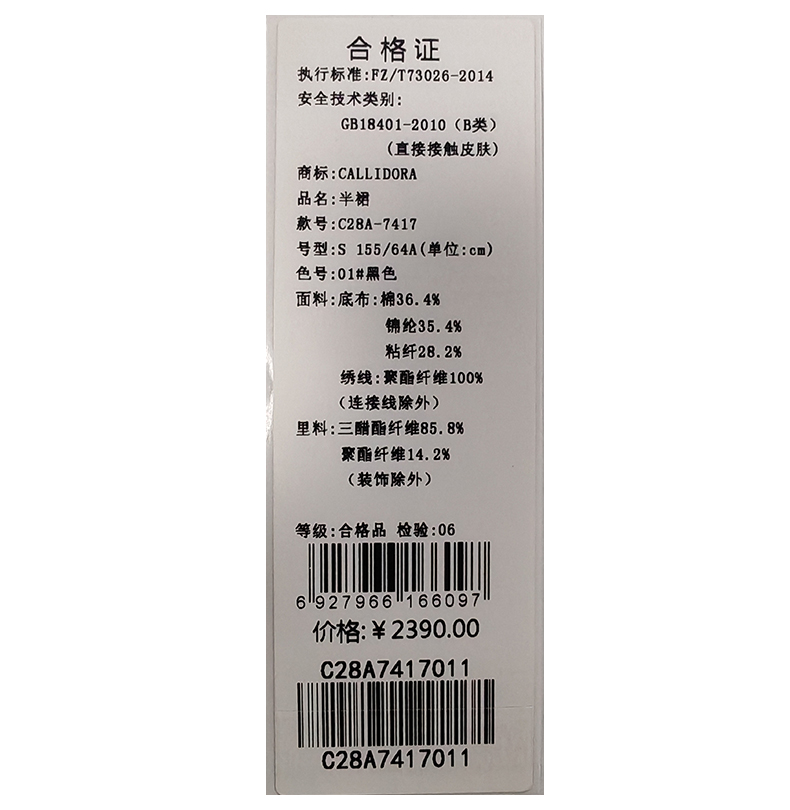 合格证
执行标准:FZ/T73026-2014
安全技术类别:
GB18401-2010（B类）
(直接接触皮肤)
商标:CALLIDORA
品名:半裙
款号:C28A-7417
号型:S 155/64A(单位:cm)
色号:01#黑色
面料:底布:棉36.4%
锦纶35.4%
粘纤28.2%
绣线:聚酯纤维100%
（连接线除外）
里料:三醋酯纤维85.8%
聚酯纤维14.2%
（装饰除外）
等级:合格品 检验:06
6 927966 166097
价格:￥2390.00
C28A7417011
C28A7417011